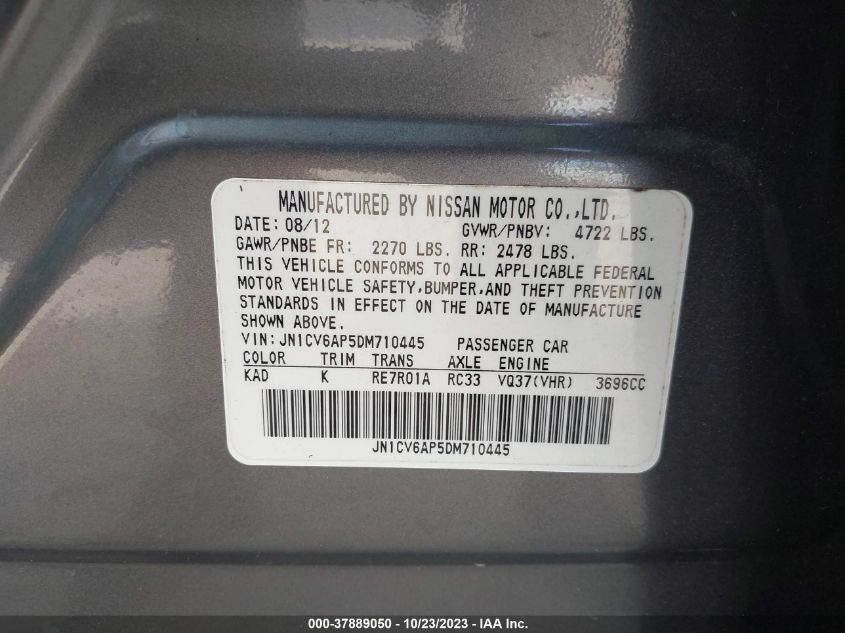 MANUFACTURED BY NISSAN MOTOR CO.,LTD.
DATE: 08/12 GVWR/PNBV: 4722 LBS.
GAWR/PNBE FR: 2270 LBS. RR: 2478 LBS.
THIS VEHICLE CONFORMS TO ALL APPLICABLE FEDERAL
MOTOR VEHICLE SAFETY,BUMPER,AND THEFT PREVENTION
STANDARDS IN EFFECT ON THE DATE OF MANUFACTURE
SHOWN ABOVE.
VIN:JN1CV6AP5DM710445 PASSENGER CAR
COLOR TRIM TRANS AXLE ENGINE
KAD K RE7R01A RC33 VQ37(VHR) 3696CC
JN1CV6AP5DM710445
000-37889050 - 10/23/2023 - www.iaai.com